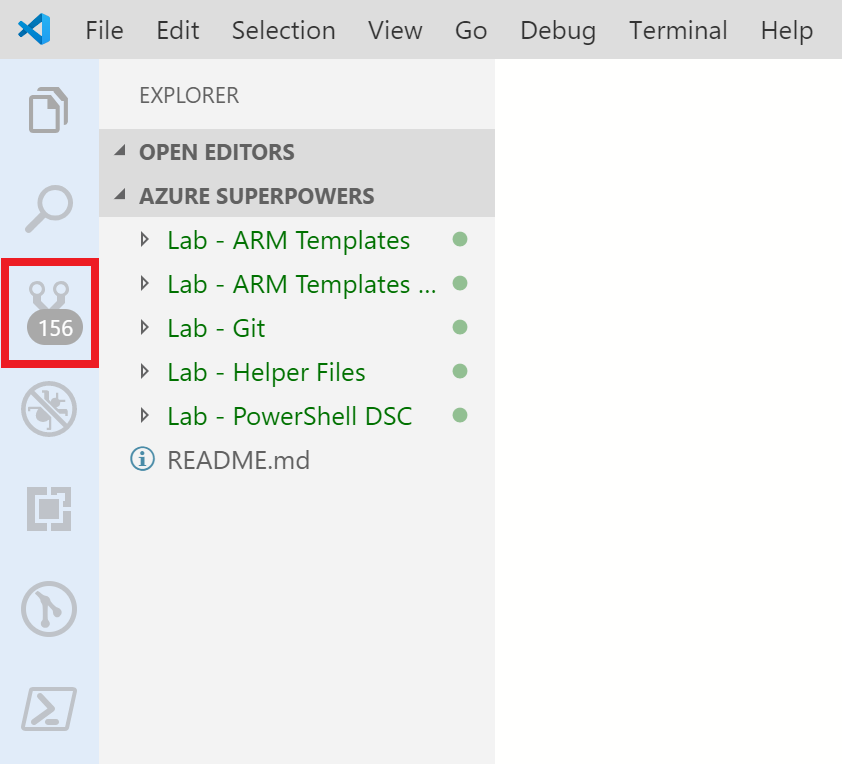 File Edit Selection View Go Debug Terminal Help
EXPLORER
OPEN EDITORS
AZURE SUPERPOWERS
Lab - ARM Templates
Lab - ARM Templates ...
156
Lab - Git
Lab - Helper Files
Lab - PowerShell DSC
README.md